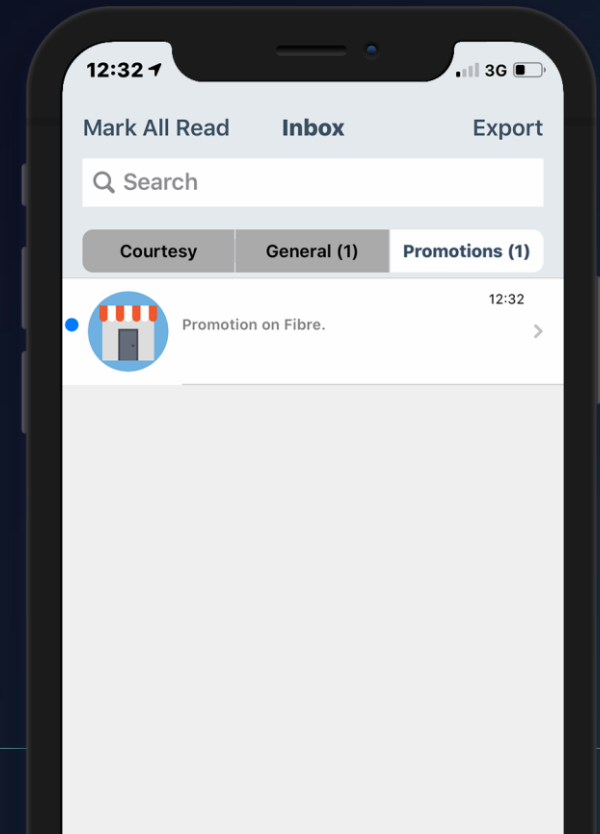 12:32 3G
Mark All Read Inbox Export
Search
Courtesy General (1) Promotions (1)
12:32
Promotion on Fibre.